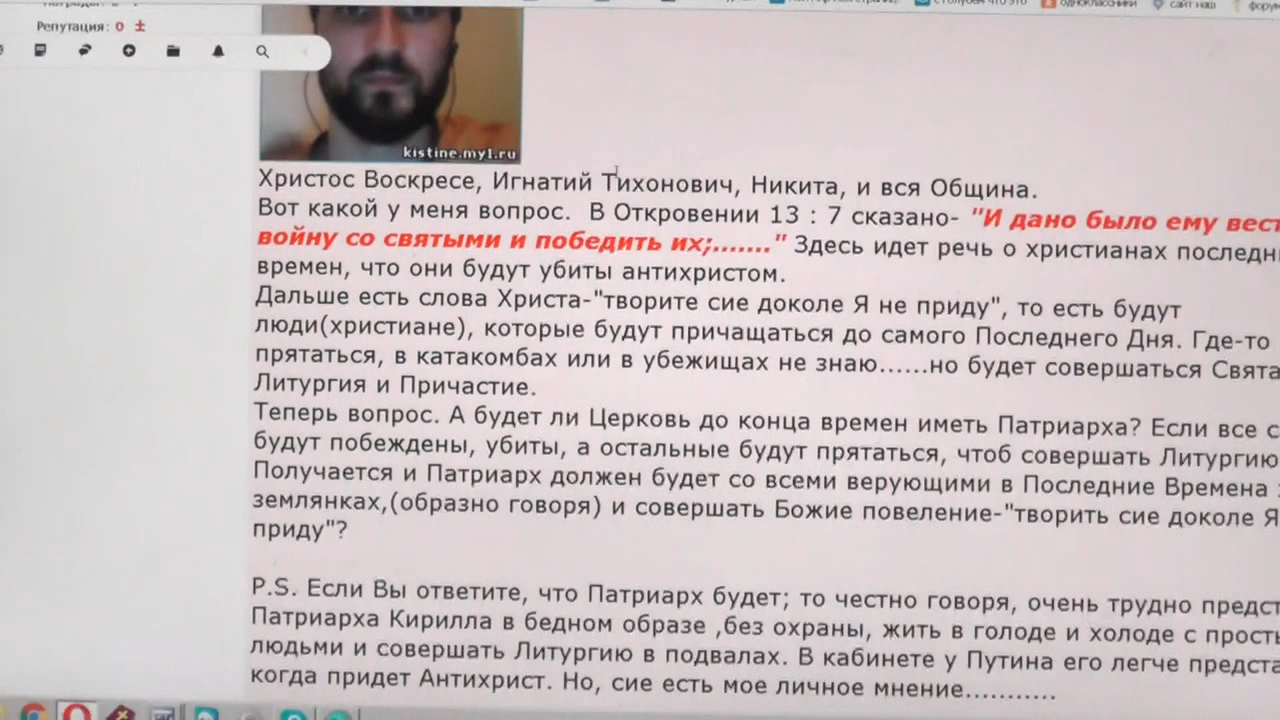 Репутация: 0 ±
одноклассники
сайт наш
kistine.my1.ru
Христос Воскресе, Игнатий Тихонович, Никита, и вся Община.
Вот какой у меня вопрос. В Откровении 13 : 7 сказано- "И дано было ему вест
войну со святыми и победить их;......." Здесь идет речь о христианах последн
времен, что они будут убиты антихристом.
Дальше есть слова Христа-"творите сие доколе Я не приду", то есть будут
люди(христиане), которые будут причащаться до самого Последнего Дня. Где-то
прятаться, в катакомбах или в убежищах не знаю......но будет совершаться Свята
Литургия и Причастие.
Теперь вопрос. А будет ли Церковь до конца времен иметь Патриарха? Если все с
будут побеждены, убиты, а остальные будут прятаться, чтоб совершать Литургию
Получается и Патриарх должен будет со всеми верующими в Последние Времена
землянках,(образно говоря) и совершать Божие повеление-"творить сие доколе Я
приду"?
P.S. Если Вы ответите, что Патриарх будет; то честно говоря, очень трудно предст
Патриарха Кирилла в бедном образе ,без охраны, жить в голоде и холоде с прость
людьми и совершать Литургию в подвалах. В кабинете у Путина его легче предста
когда придет Антихрист. Но, сие есть мое личное мнение...........